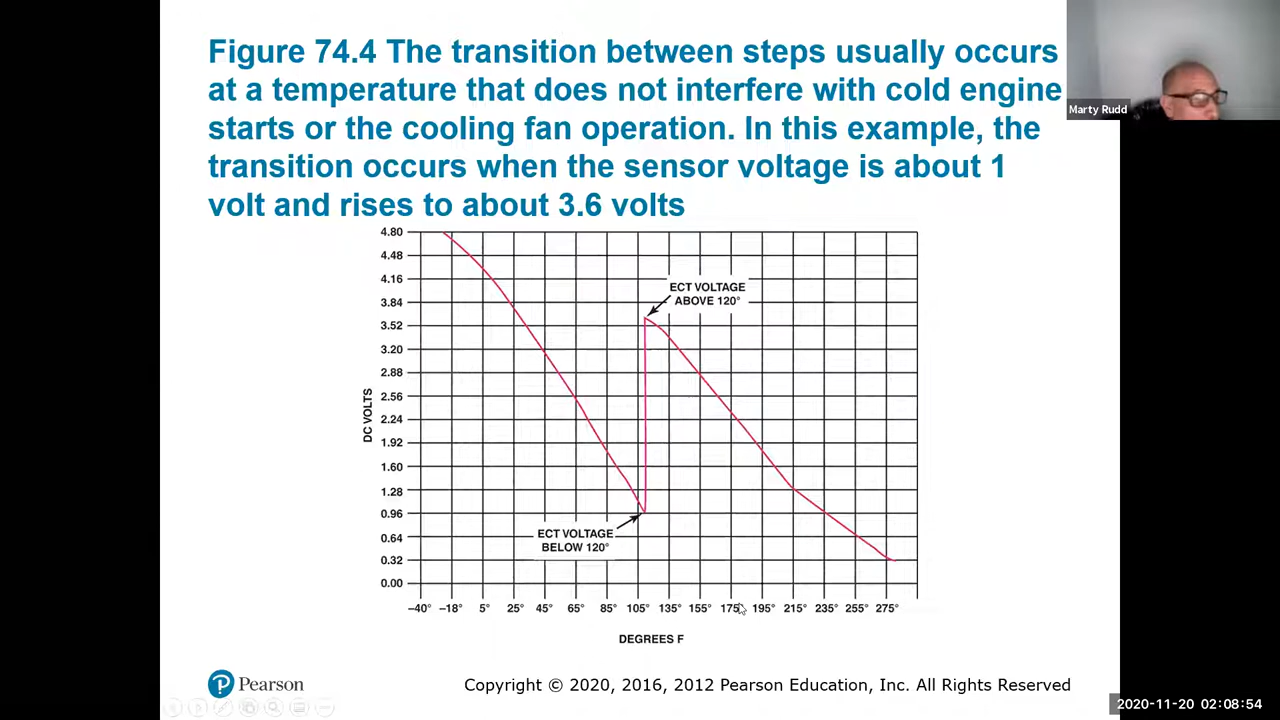 Figure 74.4 The transition between steps usually occurs
at a temperature that does not interfere with cold engine
starts or the cooling fan operation. In this example, the
transition occurs when the sensor voltage is about 1
volt and rises to about 3.6 volts
Marty Rudd
4.80
4.48
4.16
3.84
3.52
3.20
2.88
2.56
2.24
1.92
1.60
1.28
0.96
0.64
0.32
0.00
DC VOLTS
ECT VOLTAGE
ABOVE 120°
ECT VOLTAGE
BELOW 120°
–40° –18° 5° 25° 45° 65° 85° 105° 135° 155° 175° 195° 215° 235° 255° 275°
DEGREES F
Pearson
Copyright © 2020, 2016, 2012 Pearson Education, Inc. All Rights Reserved
2020-11-20 02:08:54